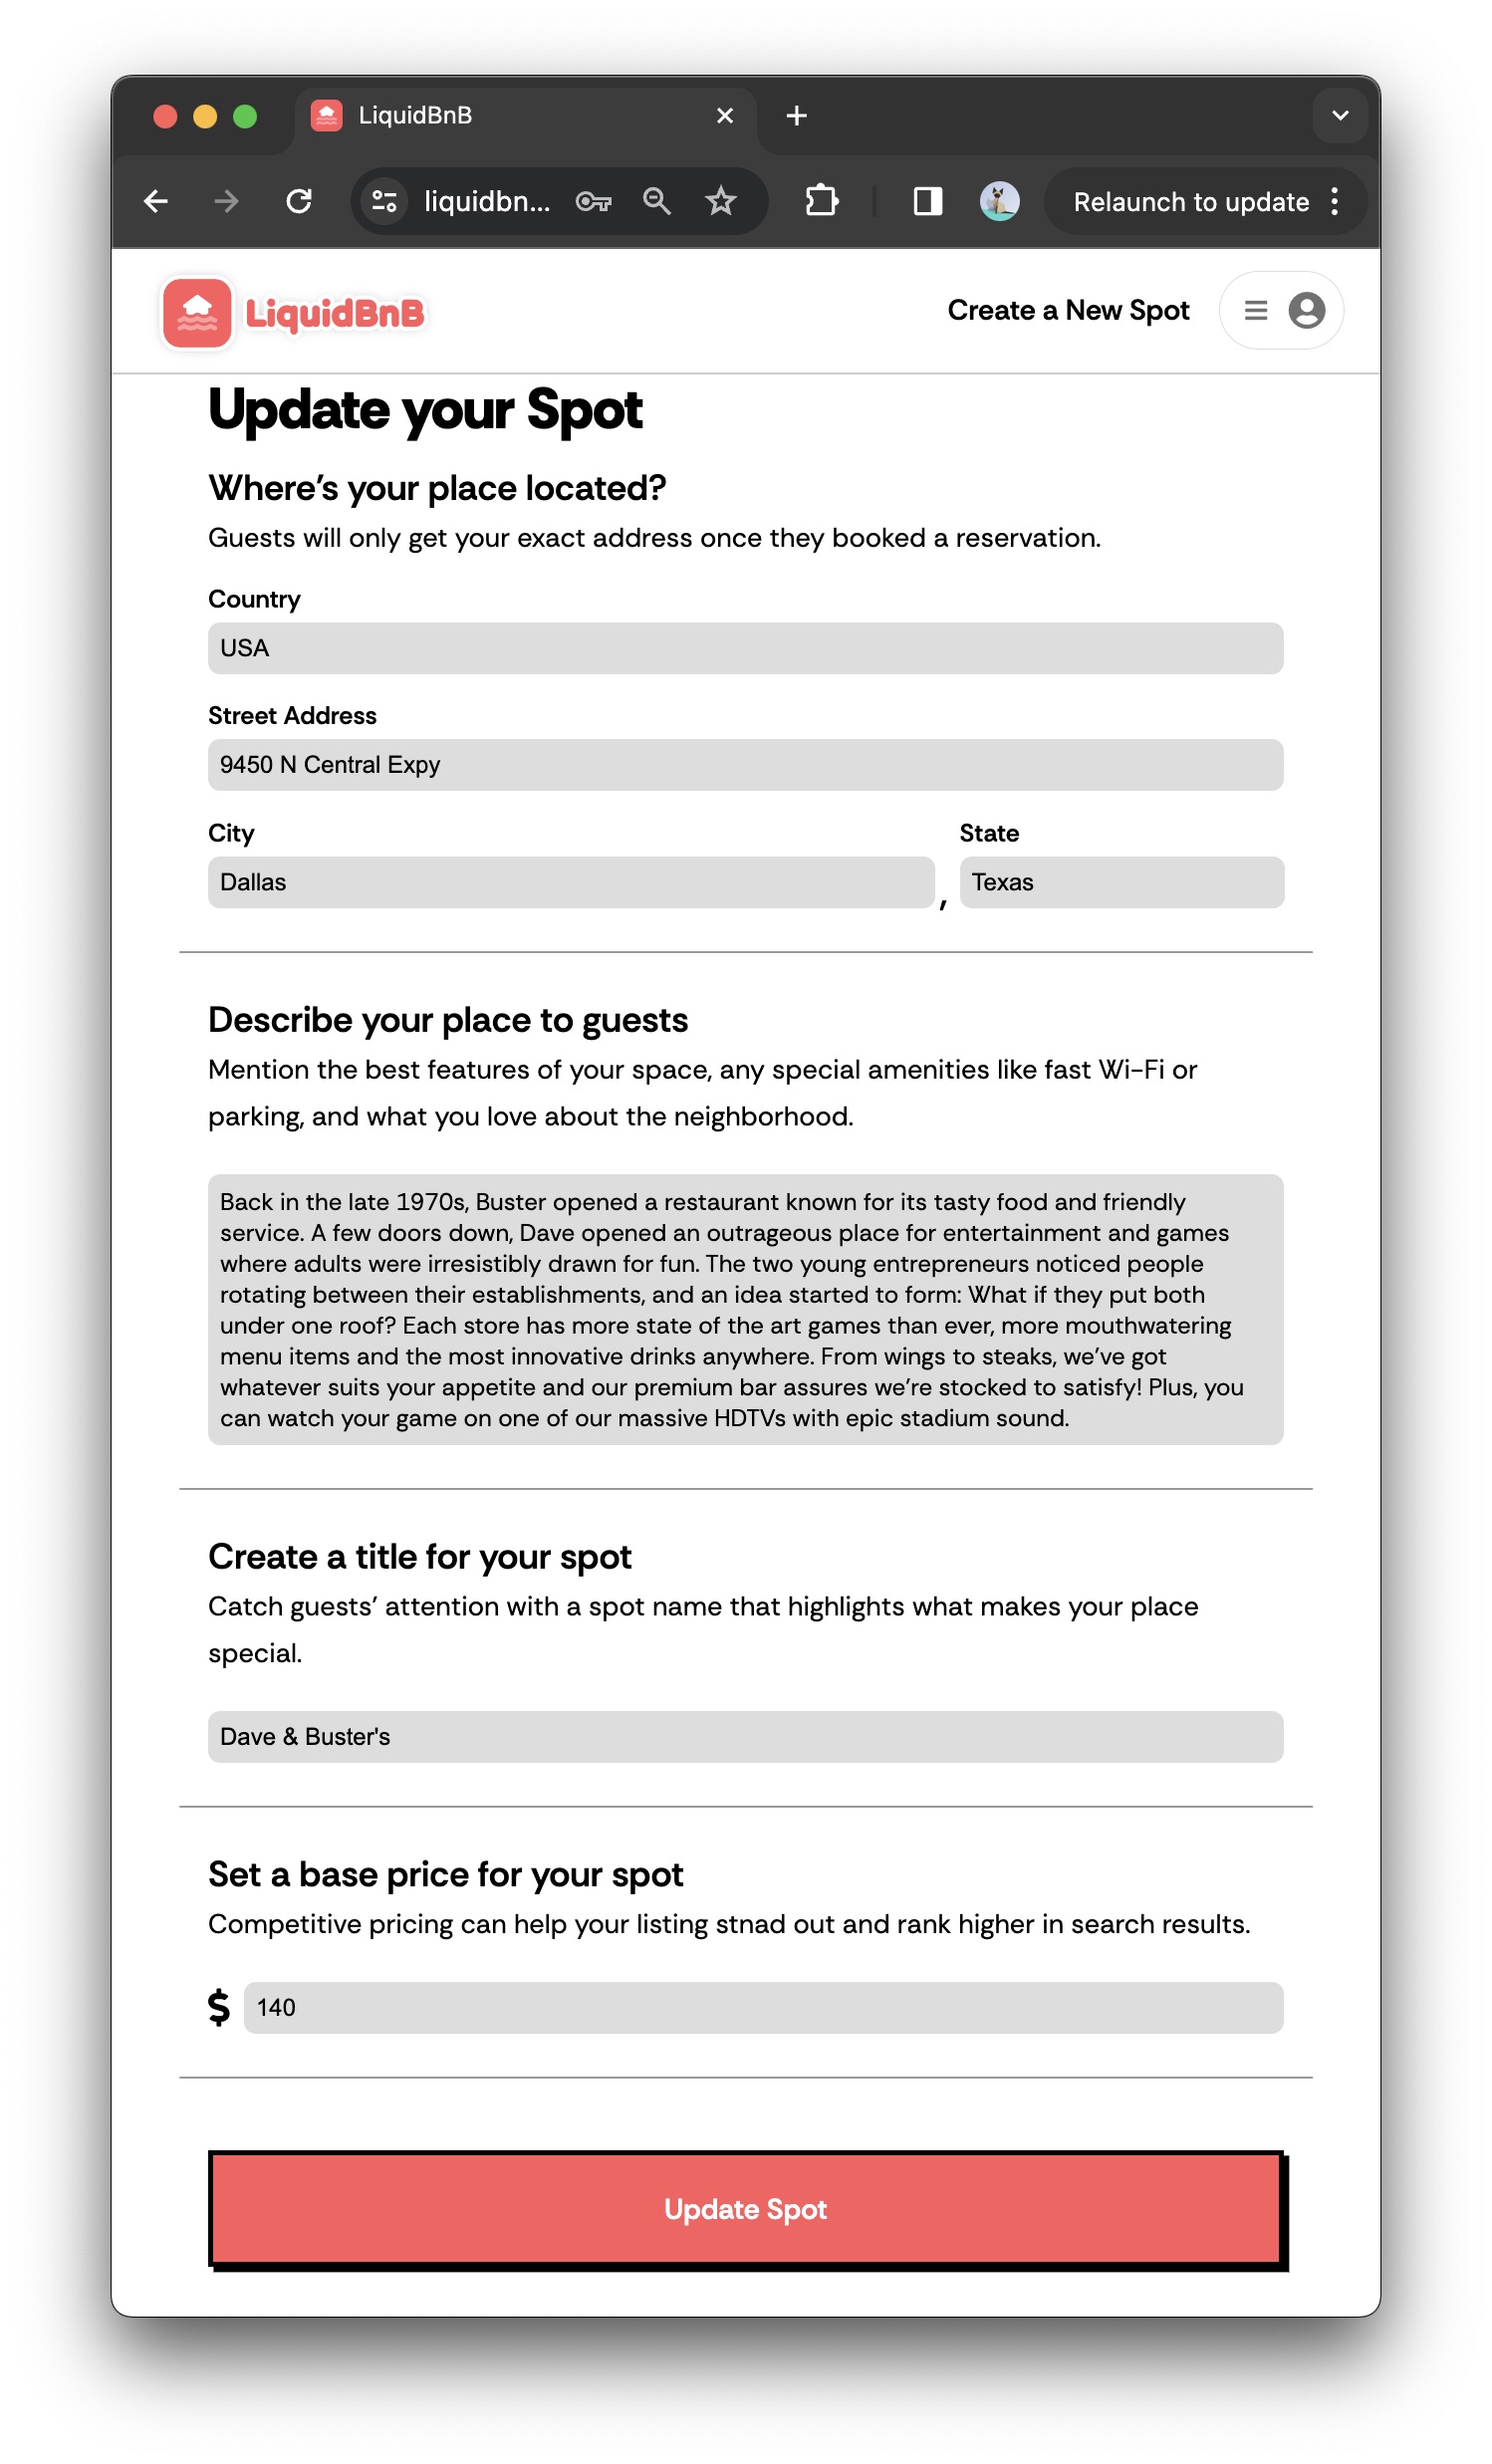 LiquidBnB
liquidbn...
Relaunch to update
LiquidBnB
Create a New Spot
Update your Spot
Where's your place located?
Guests will only get your exact address once they booked a reservation.
Country
USA
Street Address
9450 N Central Expy
City
State
Dallas
,
Texas
Describe your place to guests
Mention the best features of your space, any special amenities like fast Wi-Fi or
parking, and what you love about the neighborhood.
Back in the late 1970s, Buster opened a restaurant known for its tasty food and friendly
service. A few doors down, Dave opened an outrageous place for entertainment and games
where adults were irresistibly drawn for fun. The two young entrepreneurs noticed people
rotating between their establishments, and an idea started to form: What if they put both
under one roof? Each store has more state of the art games than ever, more mouthwatering
menu items and the most innovative drinks anywhere. From wings to steaks, we've got
whatever suits your appetite and our premium bar assures we're stocked to satisfy! Plus, you
can watch your game on one of our massive HDTVs with epic stadium sound.
Create a title for your spot
Catch guests' attention with a spot name that highlights what makes your place
special.
Dave & Buster's
Set a base price for your spot
Competitive pricing can help your listing stnad out and rank higher in search results.
$ 140
Update Spot